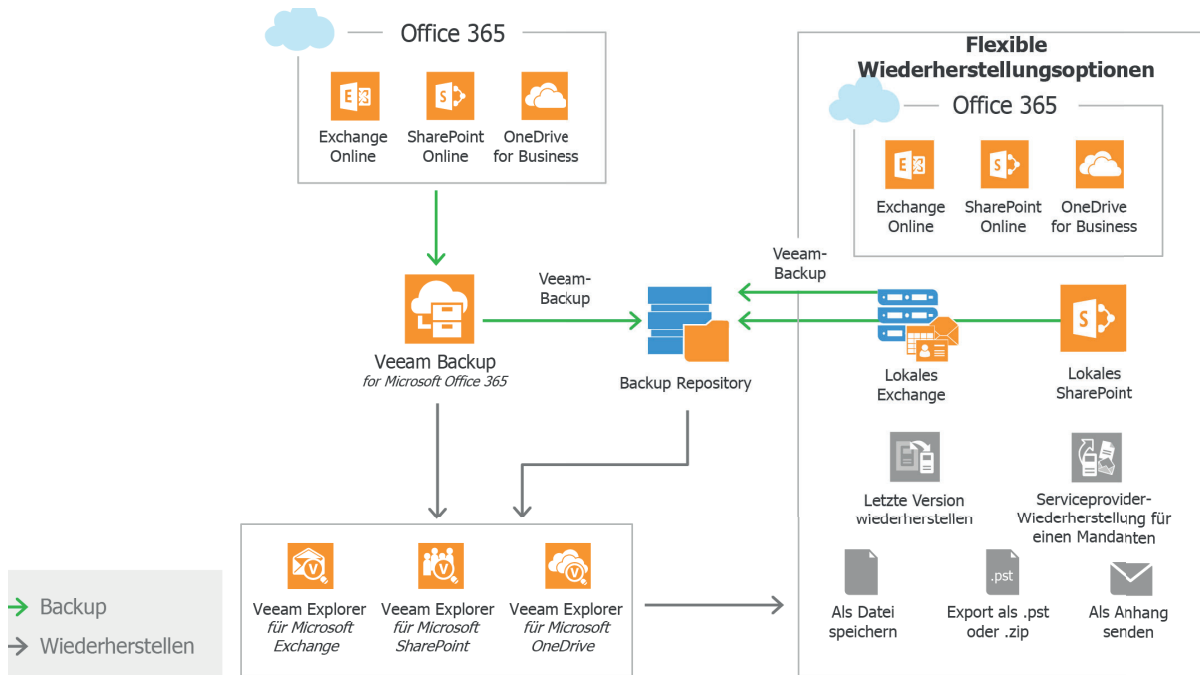 Office 365
Exchange
Online
SharePoint
Online
OneDrive
for Business
Veeam Backup
for Microsoft Office 365
Veeam-
Backup
Backup Repository
Veeam-
Backup
Flexible
Wiederherstellungsoptionen
Office 365
Exchange
Online
SharePoint
Online
OneDrive
for Business
Lokales
Exchange
Lokales
SharePoint
Letzte Version
wiederherstellen
Serviceprovider-
Wiederherstellung für
einen Mandanten
Als Datei
speichern
.pst
Export als .pst
oder .zip
Als Anhang
senden
Veeam Explorer
für Microsoft
Exchange
Veeam Explorer
für Microsoft
SharePoint
Veeam Explorer
für Microsoft
OneDrive
Backup
Wiederherstellen